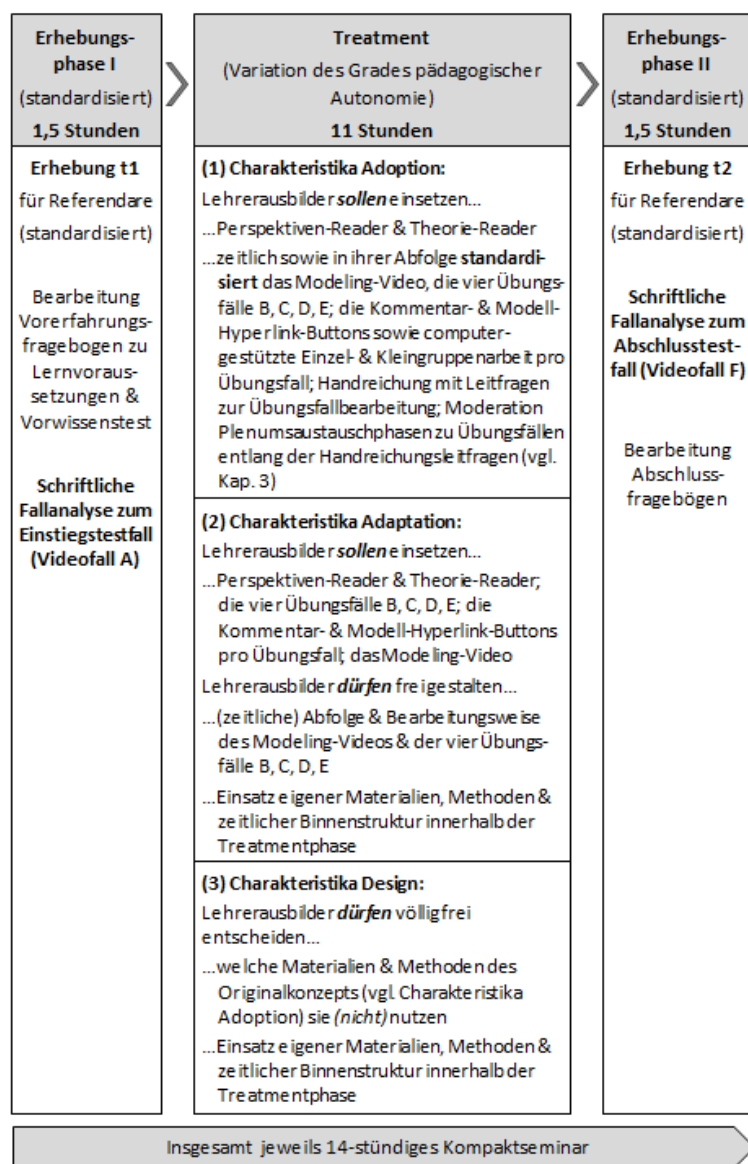 Erhebungs-
phase I
(standardisiert)
1,5 Stunden
Erhebung t1
für Referendare
(standardisiert)
Bearbeitung
Vorerfahrungs-
fragebogen zu
Lernvoraus-
setzungen &
Vorwissenstest
Schriftliche
Fallanalyse zum
Einstiegstestfall
(Videofall A)
Treatment
(Variation des Grades pädagogischer
Autonomie)
11 Stunden
(1) Charakteristika Adoption:
Lehrerausbilder sollen einsetzen...
...Perspektiven-Reader & Theorie-Reader
...zeitlich sowie in ihrer Abfolge standardi-
siert das Modeling-Video, die vier Übungs-
fälle B, C, D, E; die Kommentar- & Modell-
Hyperlink-Buttons sowie computer-
gestützte Einzel- & Kleingruppenarbeit pro
Übungsfall; Handreichung mit Leitfragen
zur Übungsfallbearbeitung; Moderation
Plenumsaustauschphasen zu Übungsfällen
entlang der Handreichungsleitfragen (vgl.
Kap. 3)
(2) Charakteristika Adaptation:
Lehrerausbilder sollen einsetzen...
...Perspektiven-Reader & Theorie-Reader;
die vier Übungsfälle B, C, D, E; die
Kommentar- & Modell-Hyperlink-Buttons
pro Übungsfall; das Modeling-Video
Lehrerausbilder dürfen frei gestalten...
...(zeitliche) Abfolge & Bearbeitungsweise
des Modeling-Videos & der vier Übungs-
fälle B, C, D, E
...Einsatz eigener Materialien, Methoden &
zeitlicher Binnenstruktur innerhalb der
Treatmentphase
(3) Charakteristika Design:
Lehrerausbilder dürfen völlig frei
entscheiden...
...welche Materialien & Methoden des
Originalkonzepts (vgl. Charakteristika
Adoption) sie (nicht) nutzen
...Einsatz eigener Materialien, Methoden &
zeitlicher Binnenstruktur innerhalb der
Treatmentphase
Erhebungs-
phase II
(standardisiert)
1,5 Stunden
Erhebung t2
für Referendare
(standardisiert)
Schriftliche
Fallanalyse zum
Abschlusstest-
fall (Videofall F)
Bearbeitung
Abschluss-
fragebögen
Insgesamt jeweils 14-stündiges Kompaktseminar